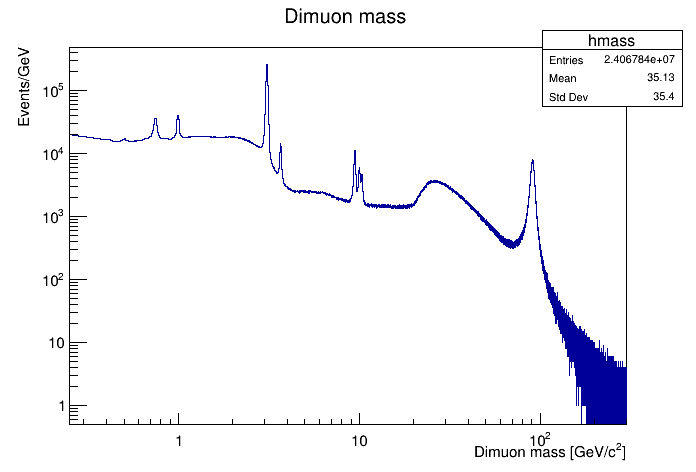 Dimuon mass
hmass
Entries 2.406784e+07
Mean 35.13
Std Dev 35.4
Events/GeV
10^5
10^4
10^3
10^2
10
1
1 10 10^2
Dimuon mass [GeV/c^2]